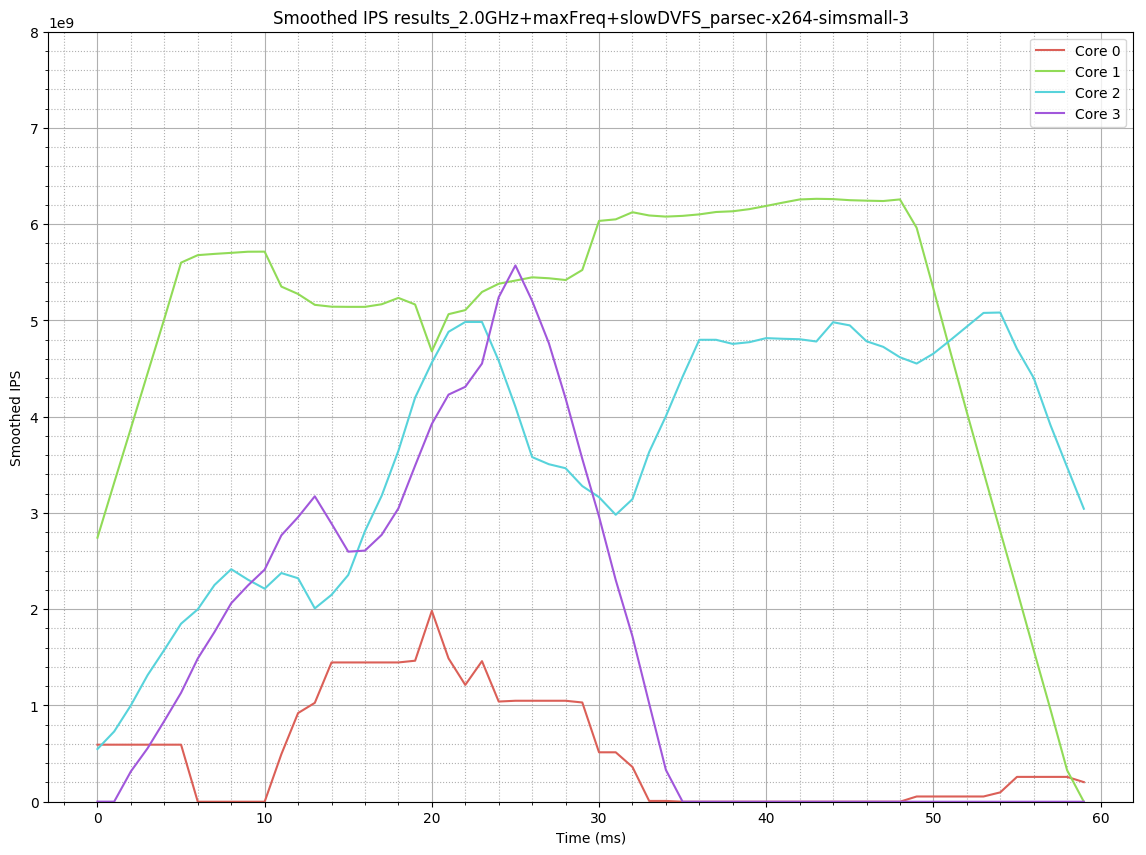 Smoothed IPS results_2.0GHz+maxFreq+slowDVFS_parsec-x264-simsmall-3
1e9
Core 0
Core 1
Core 2
Core 3
8
7
6
5
4
3
2
1
0
Smoothed IPS
0 10 20 30 40 50 60
Time (ms)